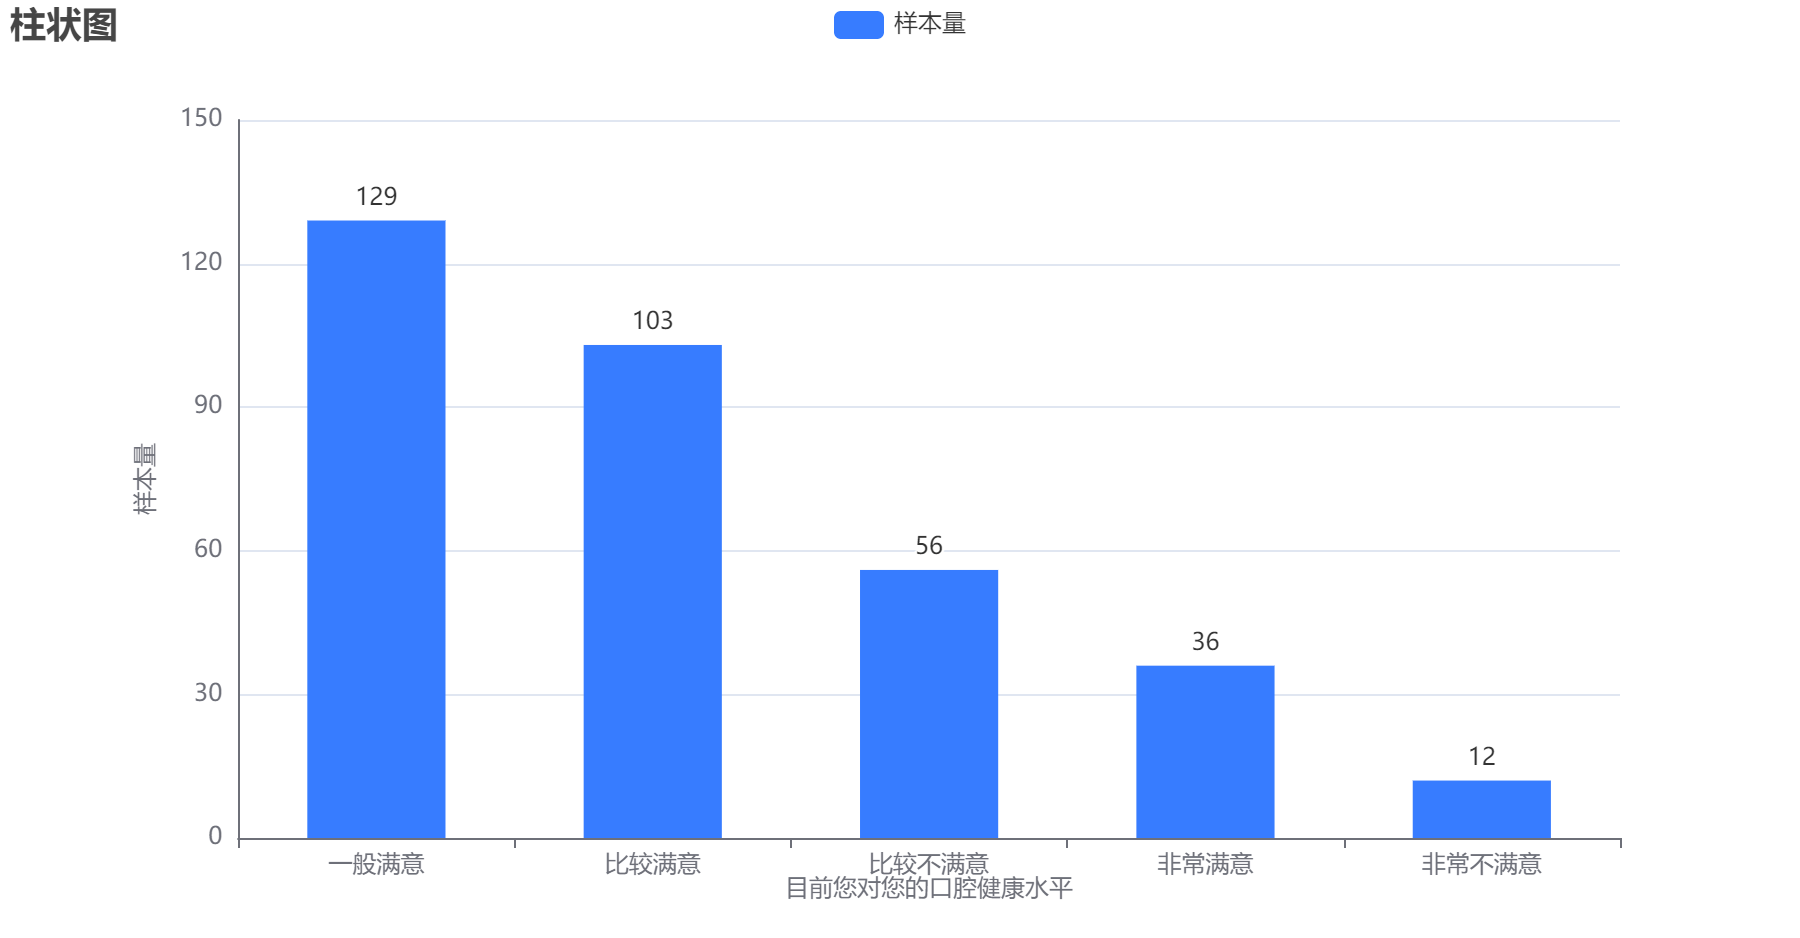 柱状图
样本量
150
120
90
60
30
0
样本量
129
103
56
36
12
一般满意
比较满意
比较不满意
非常满意
非常不满意
目前您对您的口腔健康水平